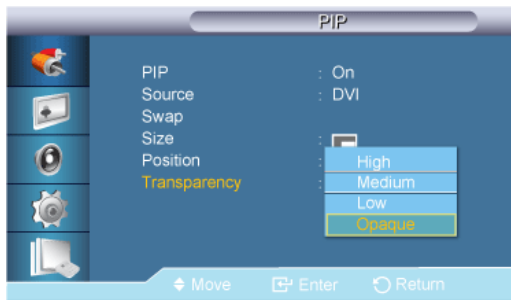 PIP
PIP : On
Source : DVI
Swap
Size :
Position :
Transparency :
High
Medium
Low
Opaque
Move Enter Return